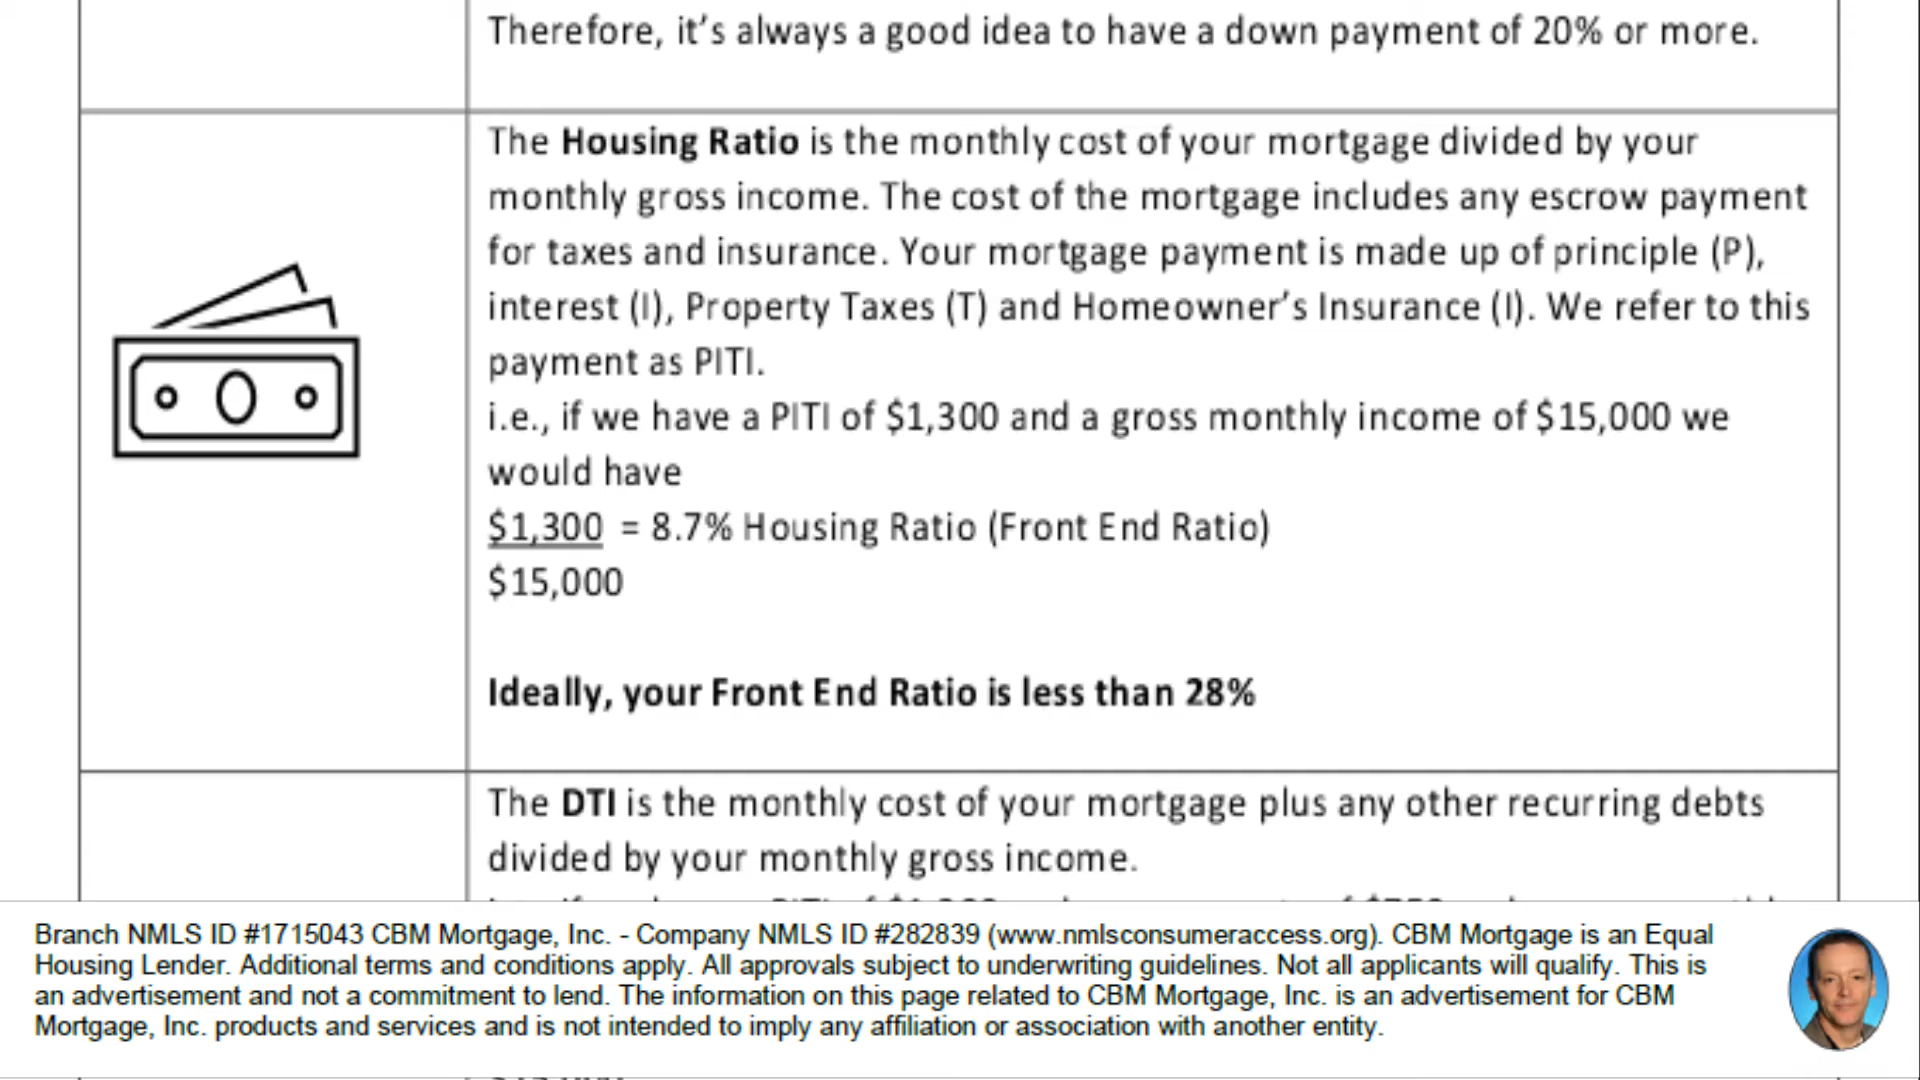 Therefore, it’s always a good idea to have a down payment of 20% or more.
The Housing Ratio is the monthly cost of your mortgage divided by your
monthly gross income. The cost of the mortgage includes any escrow payment
for taxes and insurance. Your mortgage payment is made up of principle (P),
interest (I), Property Taxes (T) and Homeowner’s Insurance (I). We refer to this
payment as PITI.
i.e., if we have a PITI of $1,300 and a gross monthly income of $15,000 we
would have
$1,300 = 8.7% Housing Ratio (Front End Ratio)
$15,000
Ideally, your Front End Ratio is less than 28%
The DTI is the monthly cost of your mortgage plus any other recurring debts
divided by your monthly gross income.
Branch NMLS ID #1715043 CBM Mortgage, Inc. - Company NMLS ID #282839 (www.nmlsconsumeraccess.org). CBM Mortgage is an Equal
Housing Lender. Additional terms and conditions apply. All approvals subject to underwriting guidelines. Not all applicants will qualify. This is
an advertisement and not a commitment to lend. The information on this page related to CBM Mortgage, Inc. is an advertisement for CBM
Mortgage, Inc. products and services and is not intended to imply any affiliation or association with another entity.